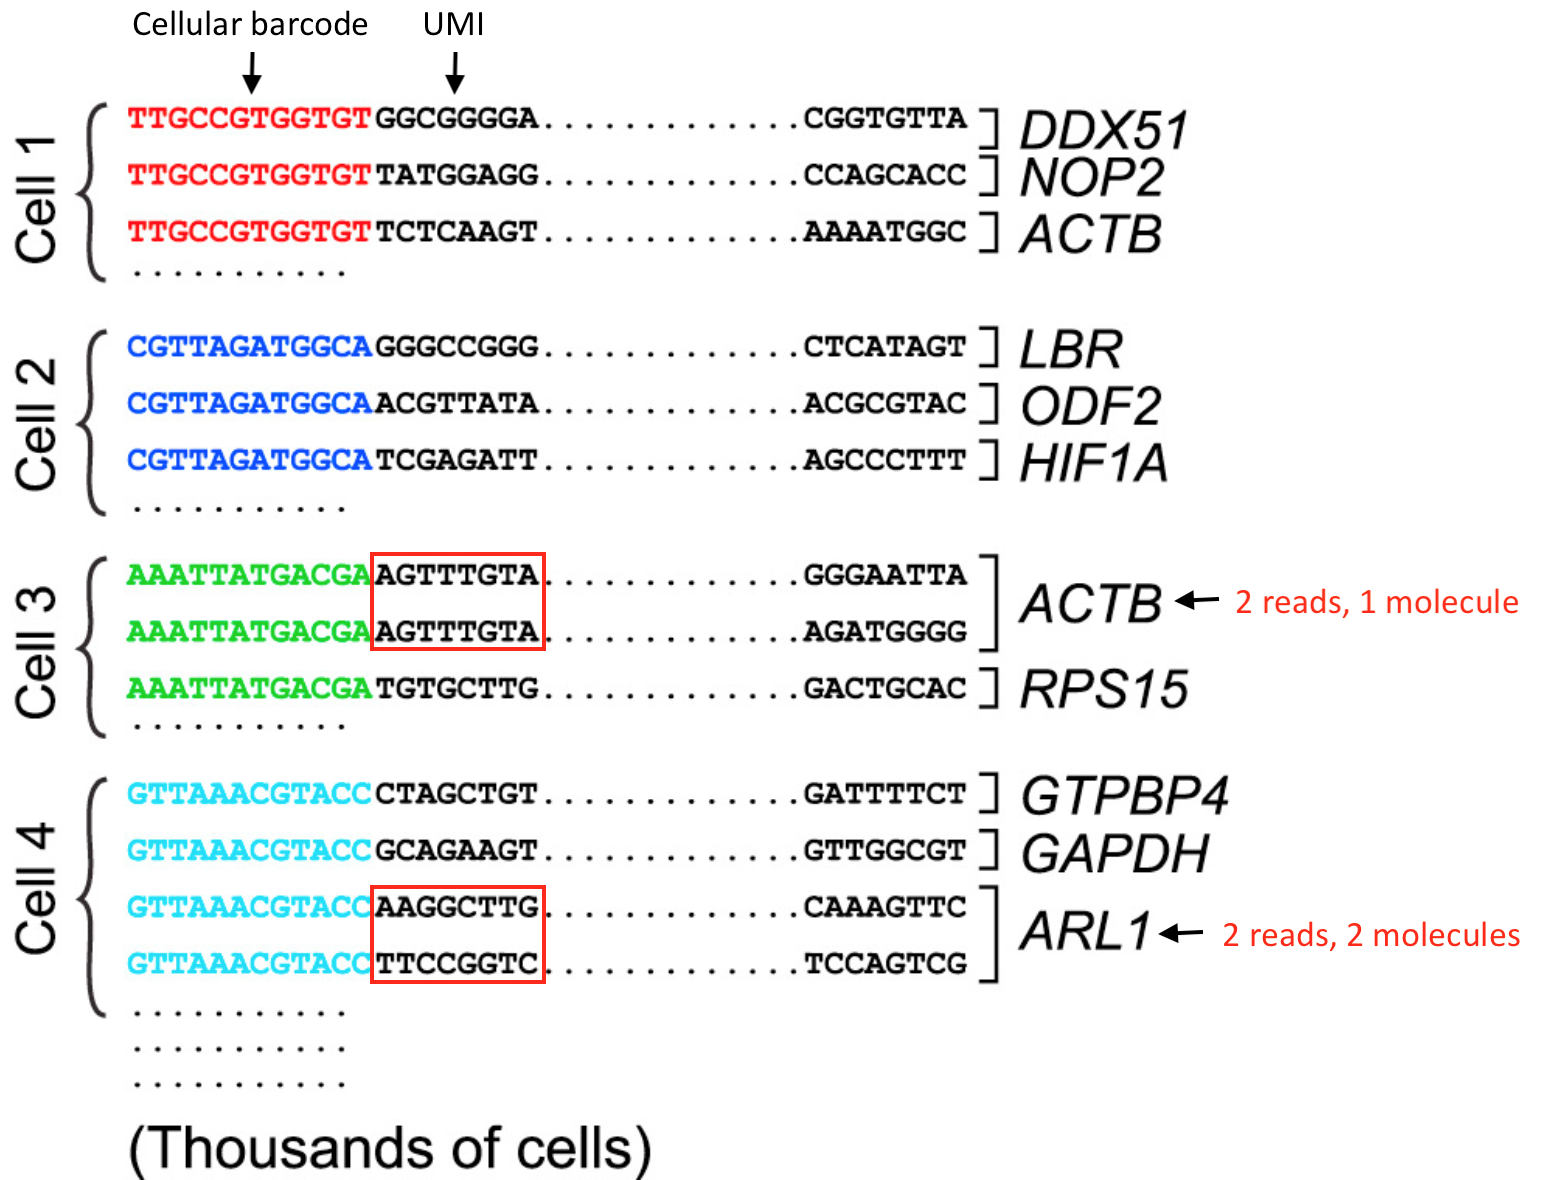 Cellular barcode UMI
Cell 1
TTGCCGTGGTGTGGCGGGGA.............CGGTGTTA DDX51
TTGCCGTGGTGTTATGGAGG.............CCAGCACC NOP2
TTGCCGTGGTGTTCTCAAGT.............AAAATGGC ACTB
...........
Cell 2
CGTTAGATGGCAGGGCCGGG.............CTCATAGT LBR
CGTTAGATGGCAACGTTATA.............ACGCGTAC ODF2
CGTTAGATGGCATCGAGATT.............AGCCCTTT HIF1A
...........
Cell 3
AAATTATGACGAAGTTTGTA.............GGGAATTA
ACTB 2 reads, 1 molecule
AAATTATGACGAAGTTTGTA.............AGATGGGG
AAATTATGACGATGTGCTTG.............GACTGCAC RPS15
...........
Cell 4
GTTAAACGTACCCTAGCTGT.............GATTTTCT GTPBP4
GTTAAACGTACCGCAGAAGT.............GTTGGCGT GAPDH
GTTAAACGTACCAAGGCTTG.............CAAAGTTC
ARL1 2 reads, 2 molecules
GTTAAACGTACCTTCCGGTC.............TCCAGTCG
...........
...........
...........
(Thousands of cells)